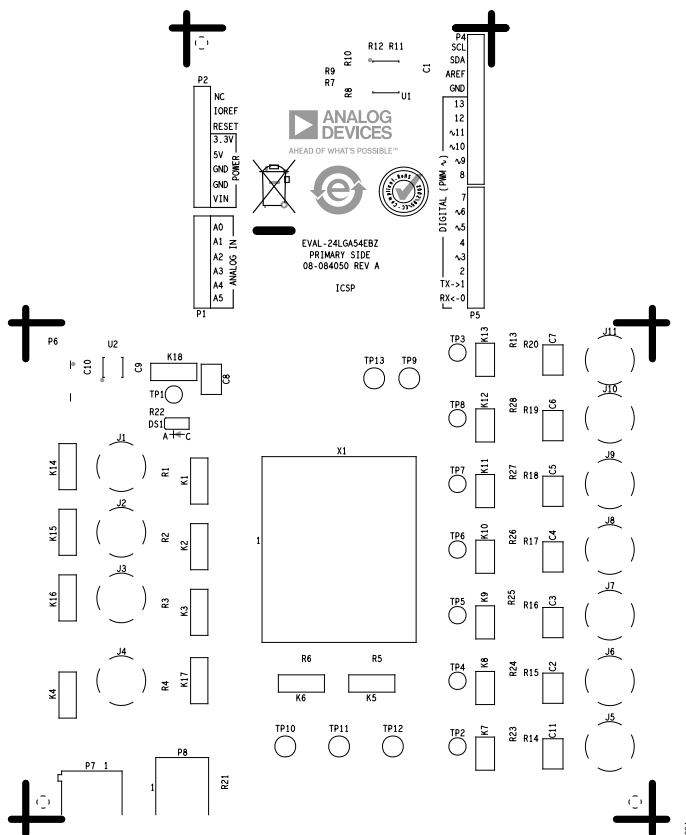 P4
SCL
SDA
AREF
GND
13
12
∿11
∿10
∿9
8
DIGITAL (PWM ∿)
7
∿6
∿5
4
∿3
2
TX->1
RX<-0
P5
R12 R11
R10
R9
R7
R8
C1
U1
P2
NC
IOREF
RESET
3.3V
5V
GND
GND
VIN
POWER
A0
A1
A2
A3
A4
A5
ANALOG IN
P1
ANALOG
DEVICES
AHEAD OF WHAT'S POSSIBLE™
e
RoHS
Compliant
EVAL-24LGA54EBZ
PRIMARY SIDE
08-084050 REV A
ICSP
P6
U2
C10
C9
K18
C8
TP1
R22
DS1
A C
J1
K14
R1
K1
J2
K15
R2
K2
J3
K16
R3
K3
J4
K4
R4
K17
P7 1
P8
1
R21
TP13 TP9
X1
1
R6 R5
K6 K5
TP10 TP11 TP12
TP3 K13 R13 R20 C7 J11
TP8 K12 R28 R19 C6 J10
TP7 K11 R27 R18 C5 J9
TP6 K10 R26 R17 C4 J8
TP5 K9 R25 R16 C3 J7
TP4 K8 R24 R15 C2 J6
TP2 K7 R23 R14 C11 J5